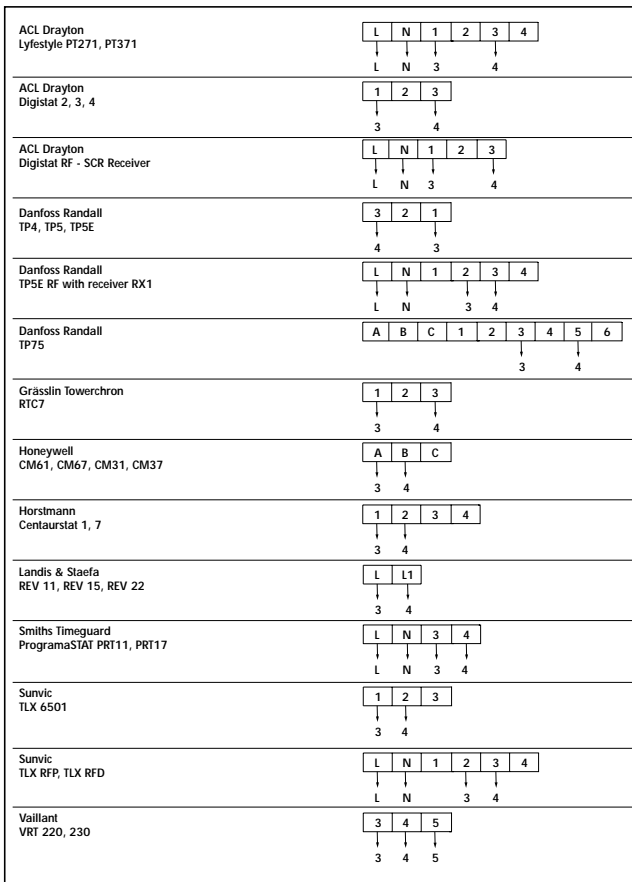 ACL Drayton
Lyfestyle PT271, PT371
L N 1 2 3 4
L N 3 4
ACL Drayton
Digistat 2, 3, 4
1 2 3
3 4
ACL Drayton
Digistat RF - SCR Receiver
L N 1 2 3
L N 3 4
Danfoss Randall
TP4, TP5, TP5E
3 2 1
4 3
Danfoss Randall
TP5E RF with receiver RX1
L N 1 2 3 4
L N 3 4
Danfoss Randall
TP75
A B C 1 2 3 4 5 6
3 4
Grässlin Towerchron
RTC7
1 2 3
3 4
Honeywell
CM61, CM67, CM31, CM37
A B C
3 4
Horstmann
Centaurstat 1, 7
1 2 3 4
3 4
Landis & Staefa
REV 11, REV 15, REV 22
L L1
3 4
Smiths Timeguard
ProgramaSTAT PRT11, PRT17
L N 3 4
L N 3 4
Sunvic
TLX 6501
1 2 3
3 4
Sunvic
TLX RFP, TLX RFD
L N 1 2 3 4
L N 3 4
Vaillant
VRT 220, 230
3 4 5
3 4 5